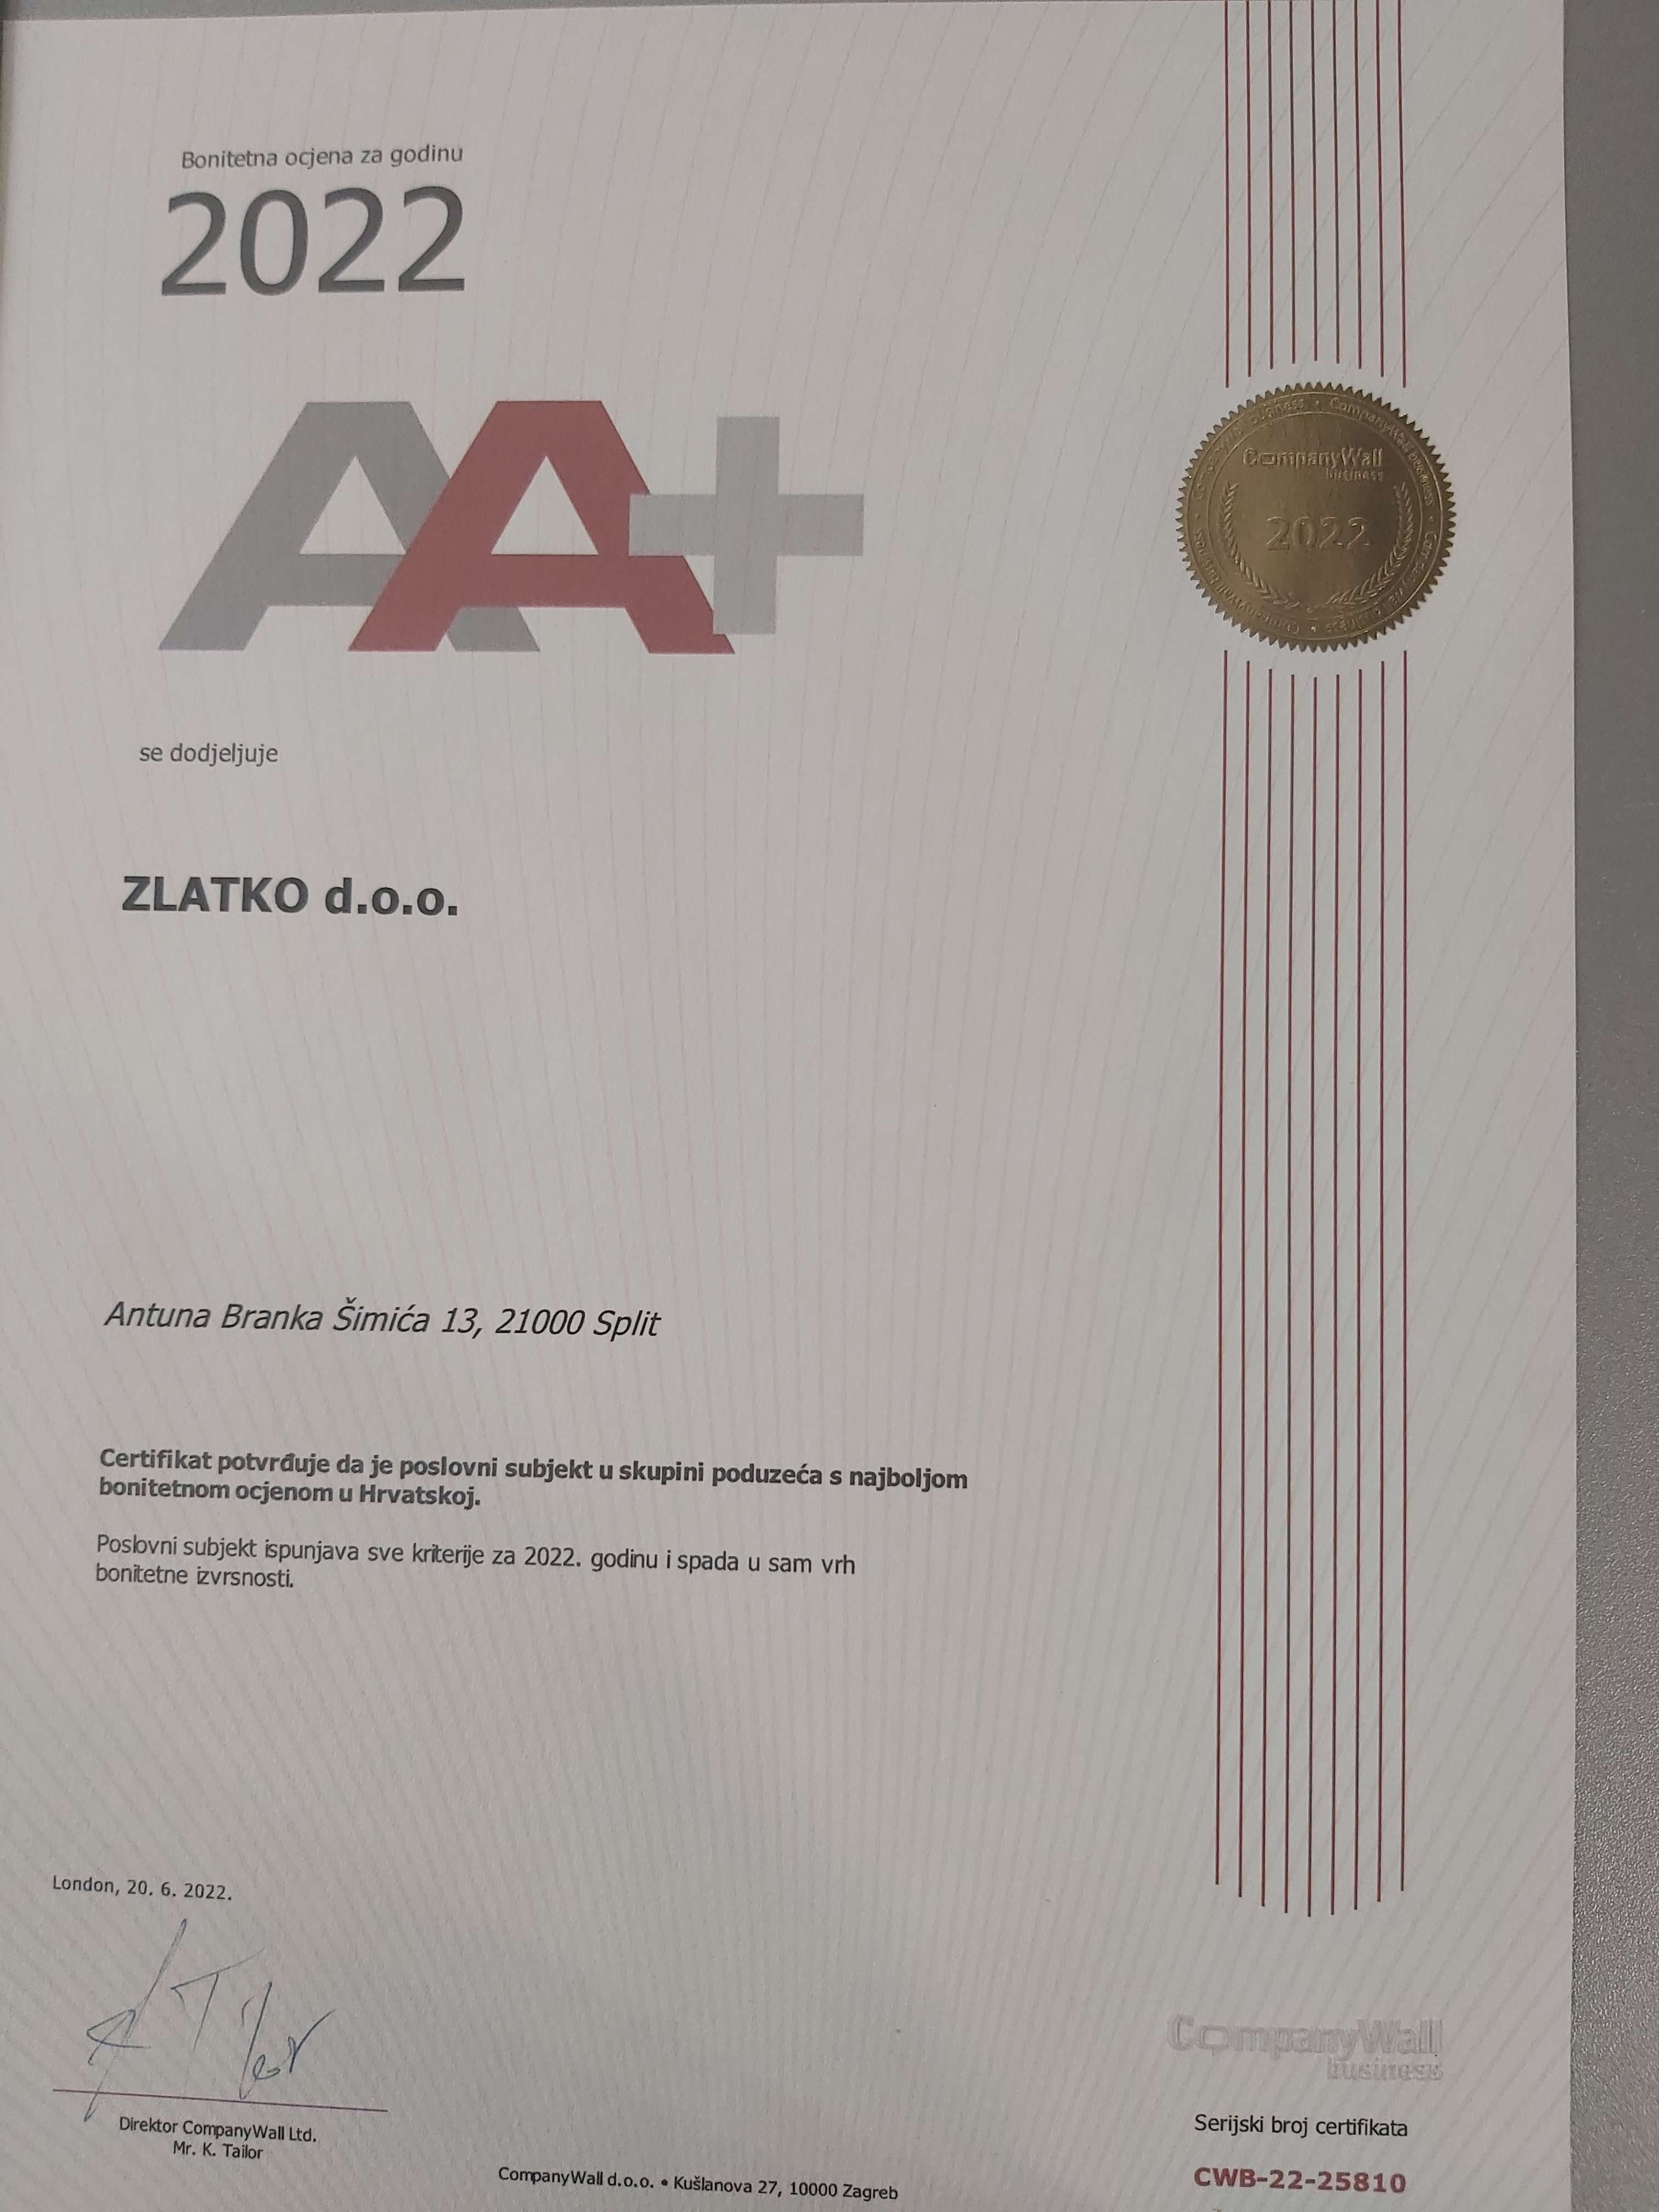 Bonitetna ocjena za godinu
2022
AA+
se dodjeljuje
ZLATKO d.o.o.
CompanyWall
business
2022
Antuna Branka Šimića 13, 21000 Split
Certifikat potvrđuje da je poslovni subjekt u skupini poduzeća s najboljom
bonitetnom ocjenom u Hrvatskoj.
Poslovni subjekt ispunjava sve kriterije za 2022. godinu i spada u sam vrh
bonitetne izvrsnosti.
London, 20. 6. 2022.
Direktor CompanyWall Ltd.
Mr. K. Tailor
CompanyWall d.o.o. • Kušlanova 27, 10000 Zagreb
CompanyWall
business
Serijski broj certifikata
CWB-22-25810